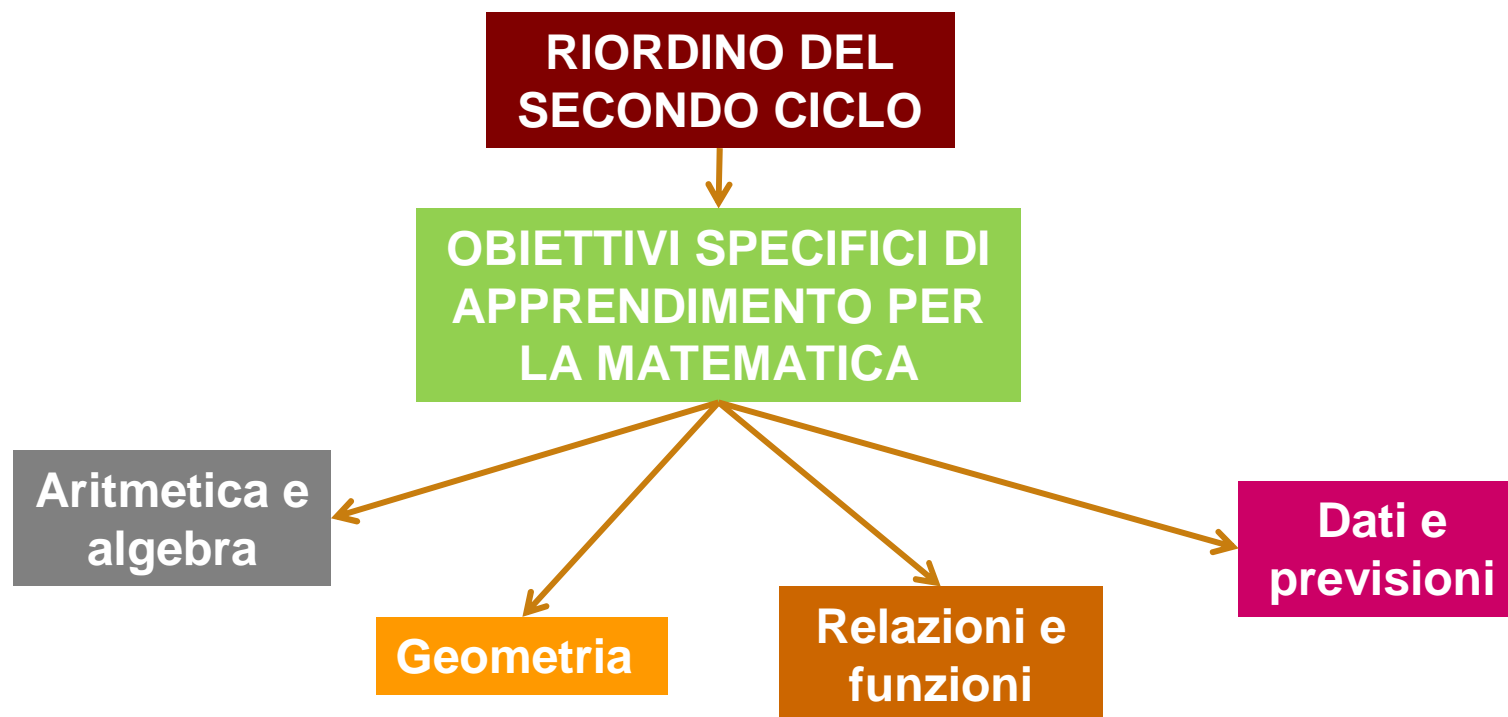 RIORDINO DEL
SECONDO CICLO
OBIETTIVI SPECIFICI DI
APPRENDIMENTO PER
LA MATEMATICA
Aritmetica e
algebra
Geometria
Relazioni e
funzioni
Dati e
previsioni